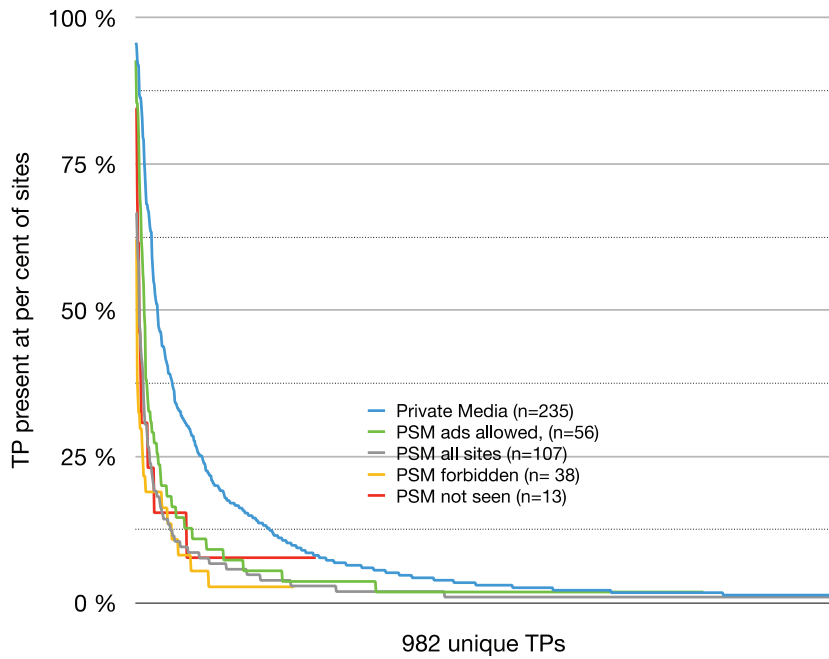 100 %
75 %
50 %
25 %
0 %
TP present at per cent of sites
Private Media (n=235)
PSM ads allowed, (n=56)
PSM all sites (n=107)
PSM forbidden (n= 38)
PSM not seen (n=13)
982 unique TPs